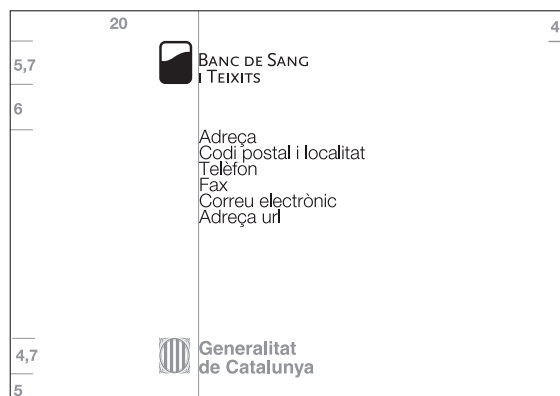 20
4
5,7
BANC DE SANG
I TEIXITS
6
Adreça
Codi postal i localitat
Telèfon
Fax
Correu electrònic
Adreça url
4,7
Generalitat
de Catalunya
5